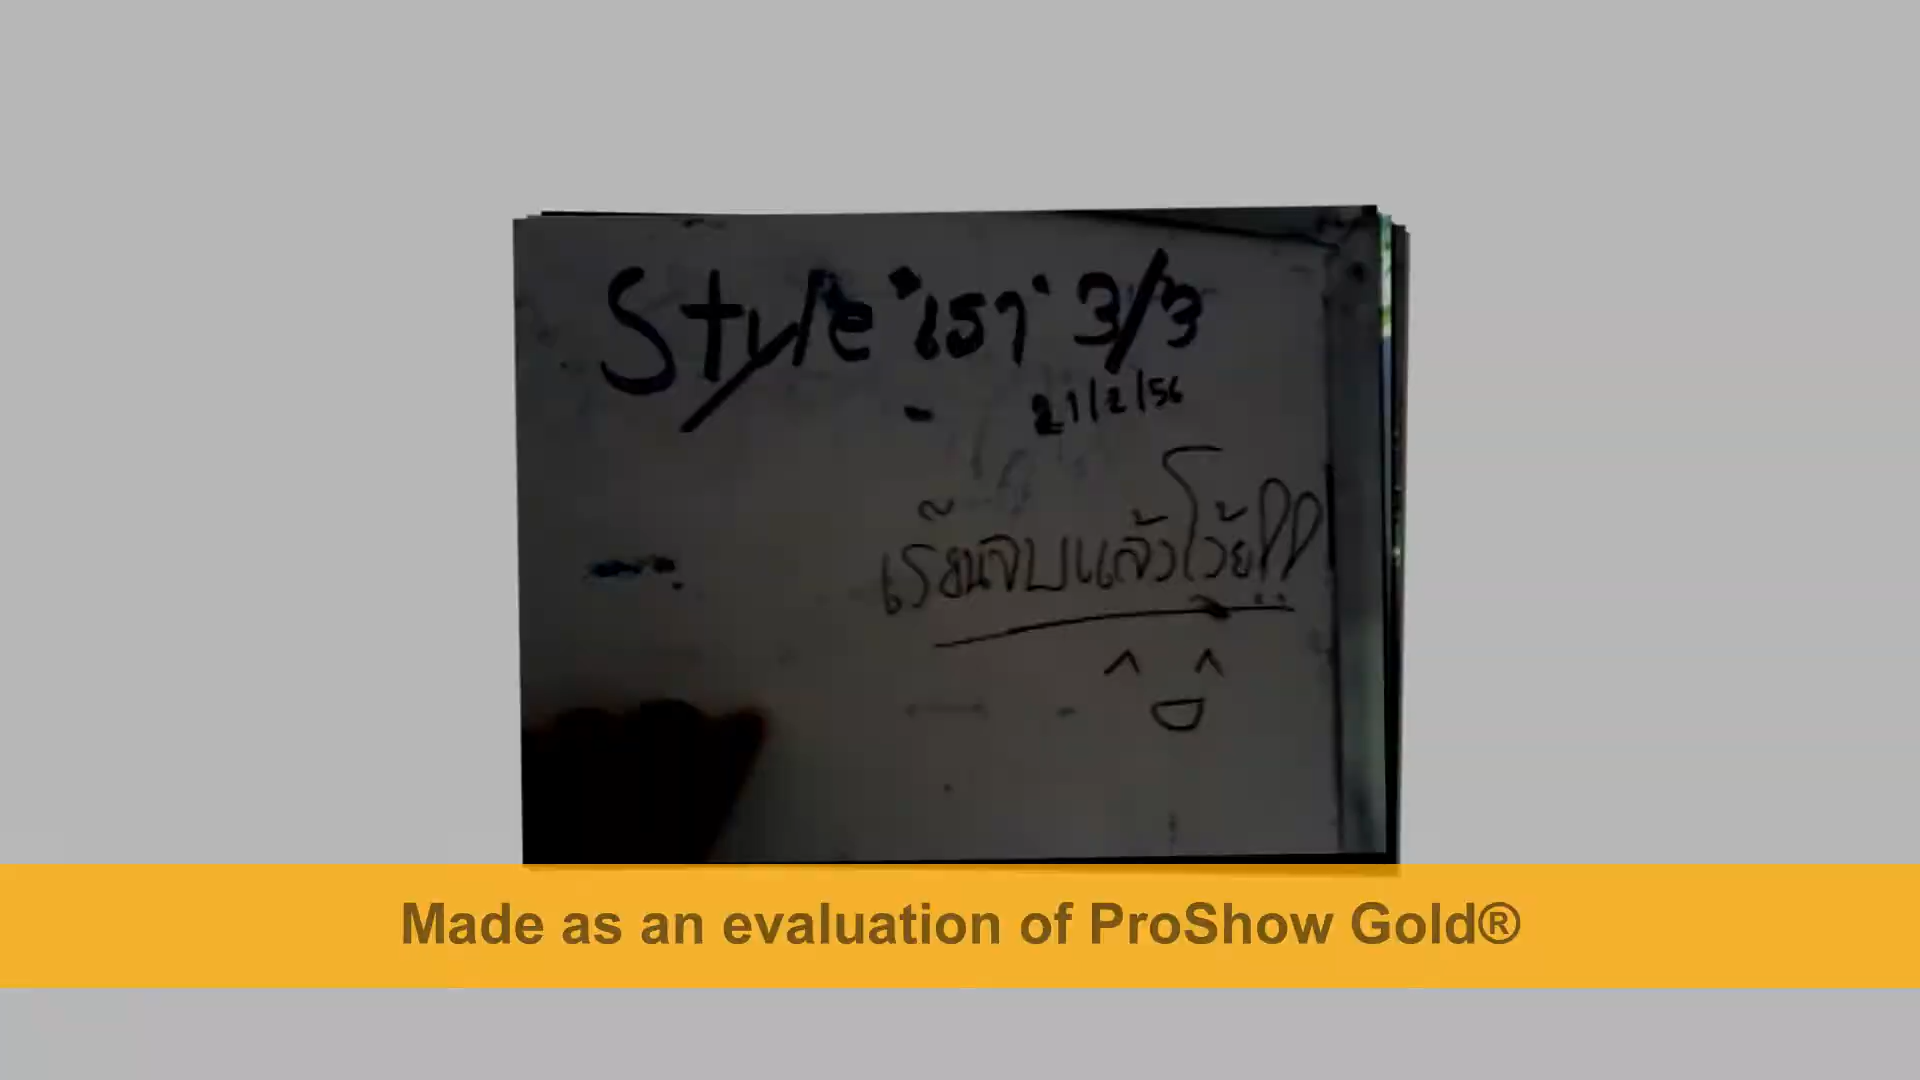 Style "เรา" 3/3
21/2/56
เรียนจบแล้วโว้ย!!
Made as an evaluation of ProShow Gold®